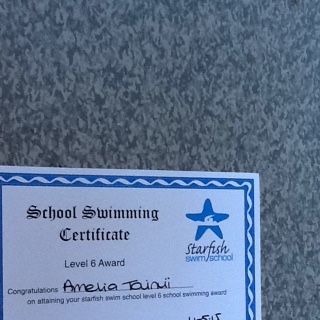 School Swimming
Certificate
Starfish
swim/school
Level 6 Award
Congratulations Amelia
on attaining your starfish swim school level 6 school swimming
award